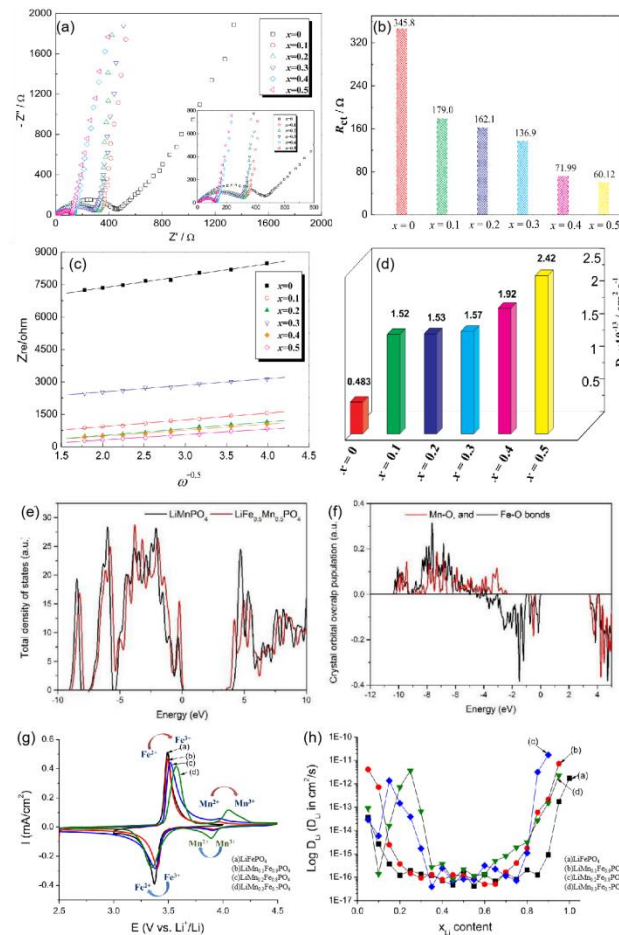 (a)
x=0
x=0.1
x=0.2
x=0.3
x=0.4
x=0.5
- Z'' / Ω
2000
1600
1200
800
400
0
0 400 800 1200 1600 2000
Z' / Ω
(b)
R_ct / Ω
320
240
160
80
0
345.8
179.0
162.1
136.9
71.99
60.12
x = 0 x = 0.1 x = 0.2 x = 0.3 x = 0.4 x = 0.5
(c)
Zre/ohm
9000
7500
6000
4500
3000
1500
0
1.5 2.0 2.5 3.0 3.5 4.0 4.5
ω^-0.5
x=0
x=0.1
x=0.2
x=0.3
x=0.4
x=0.5
(d)
0.483
1.52
1.53
1.57
1.92
2.42
2.5
2
1.5
1
0.5
x = 0
x = 0.1
x = 0.2
x = 0.3
x = 0.4
x = 0.5
(e)
LiMnPO4
LiFe0.5Mn0.5PO4
Total density of states (a.u.)
30
25
20
15
10
5
0
-10 -5 0 5 10
Energy (eV)
(f)
Mn-O, and Fe-O bonds
Crystal orbital overalp pupulation (a.u.)
0.4
0.2
0.0
-0.2
-0.4
-12 -10 -8 -6 -4 -2 0 2 4
Energy (eV)
(g)
Fe2+ Fe3+
(a)
(b)
(c)
(d)
Mn2+ Mn3+
Mn2+ Mn3+
Fe2+ Fe3+
(a)LiFePO4
I (mA/cm²)
0.4
0.2
0.0
-0.2
-0.4
2.5 3.0 3.5 4.0 4.5
E (V vs. Li+/Li)
(h)
(c)
(b)
(a)
(d)
(a)LiFePO4
Log D_Li (D_Li in cm²/s)
1E-10
1E-11
1E-12
1E-13
1E-14
1E-15
1E-16
1E-17
0.0 0.2 0.4 0.6 0.8 1.0
x_Li content